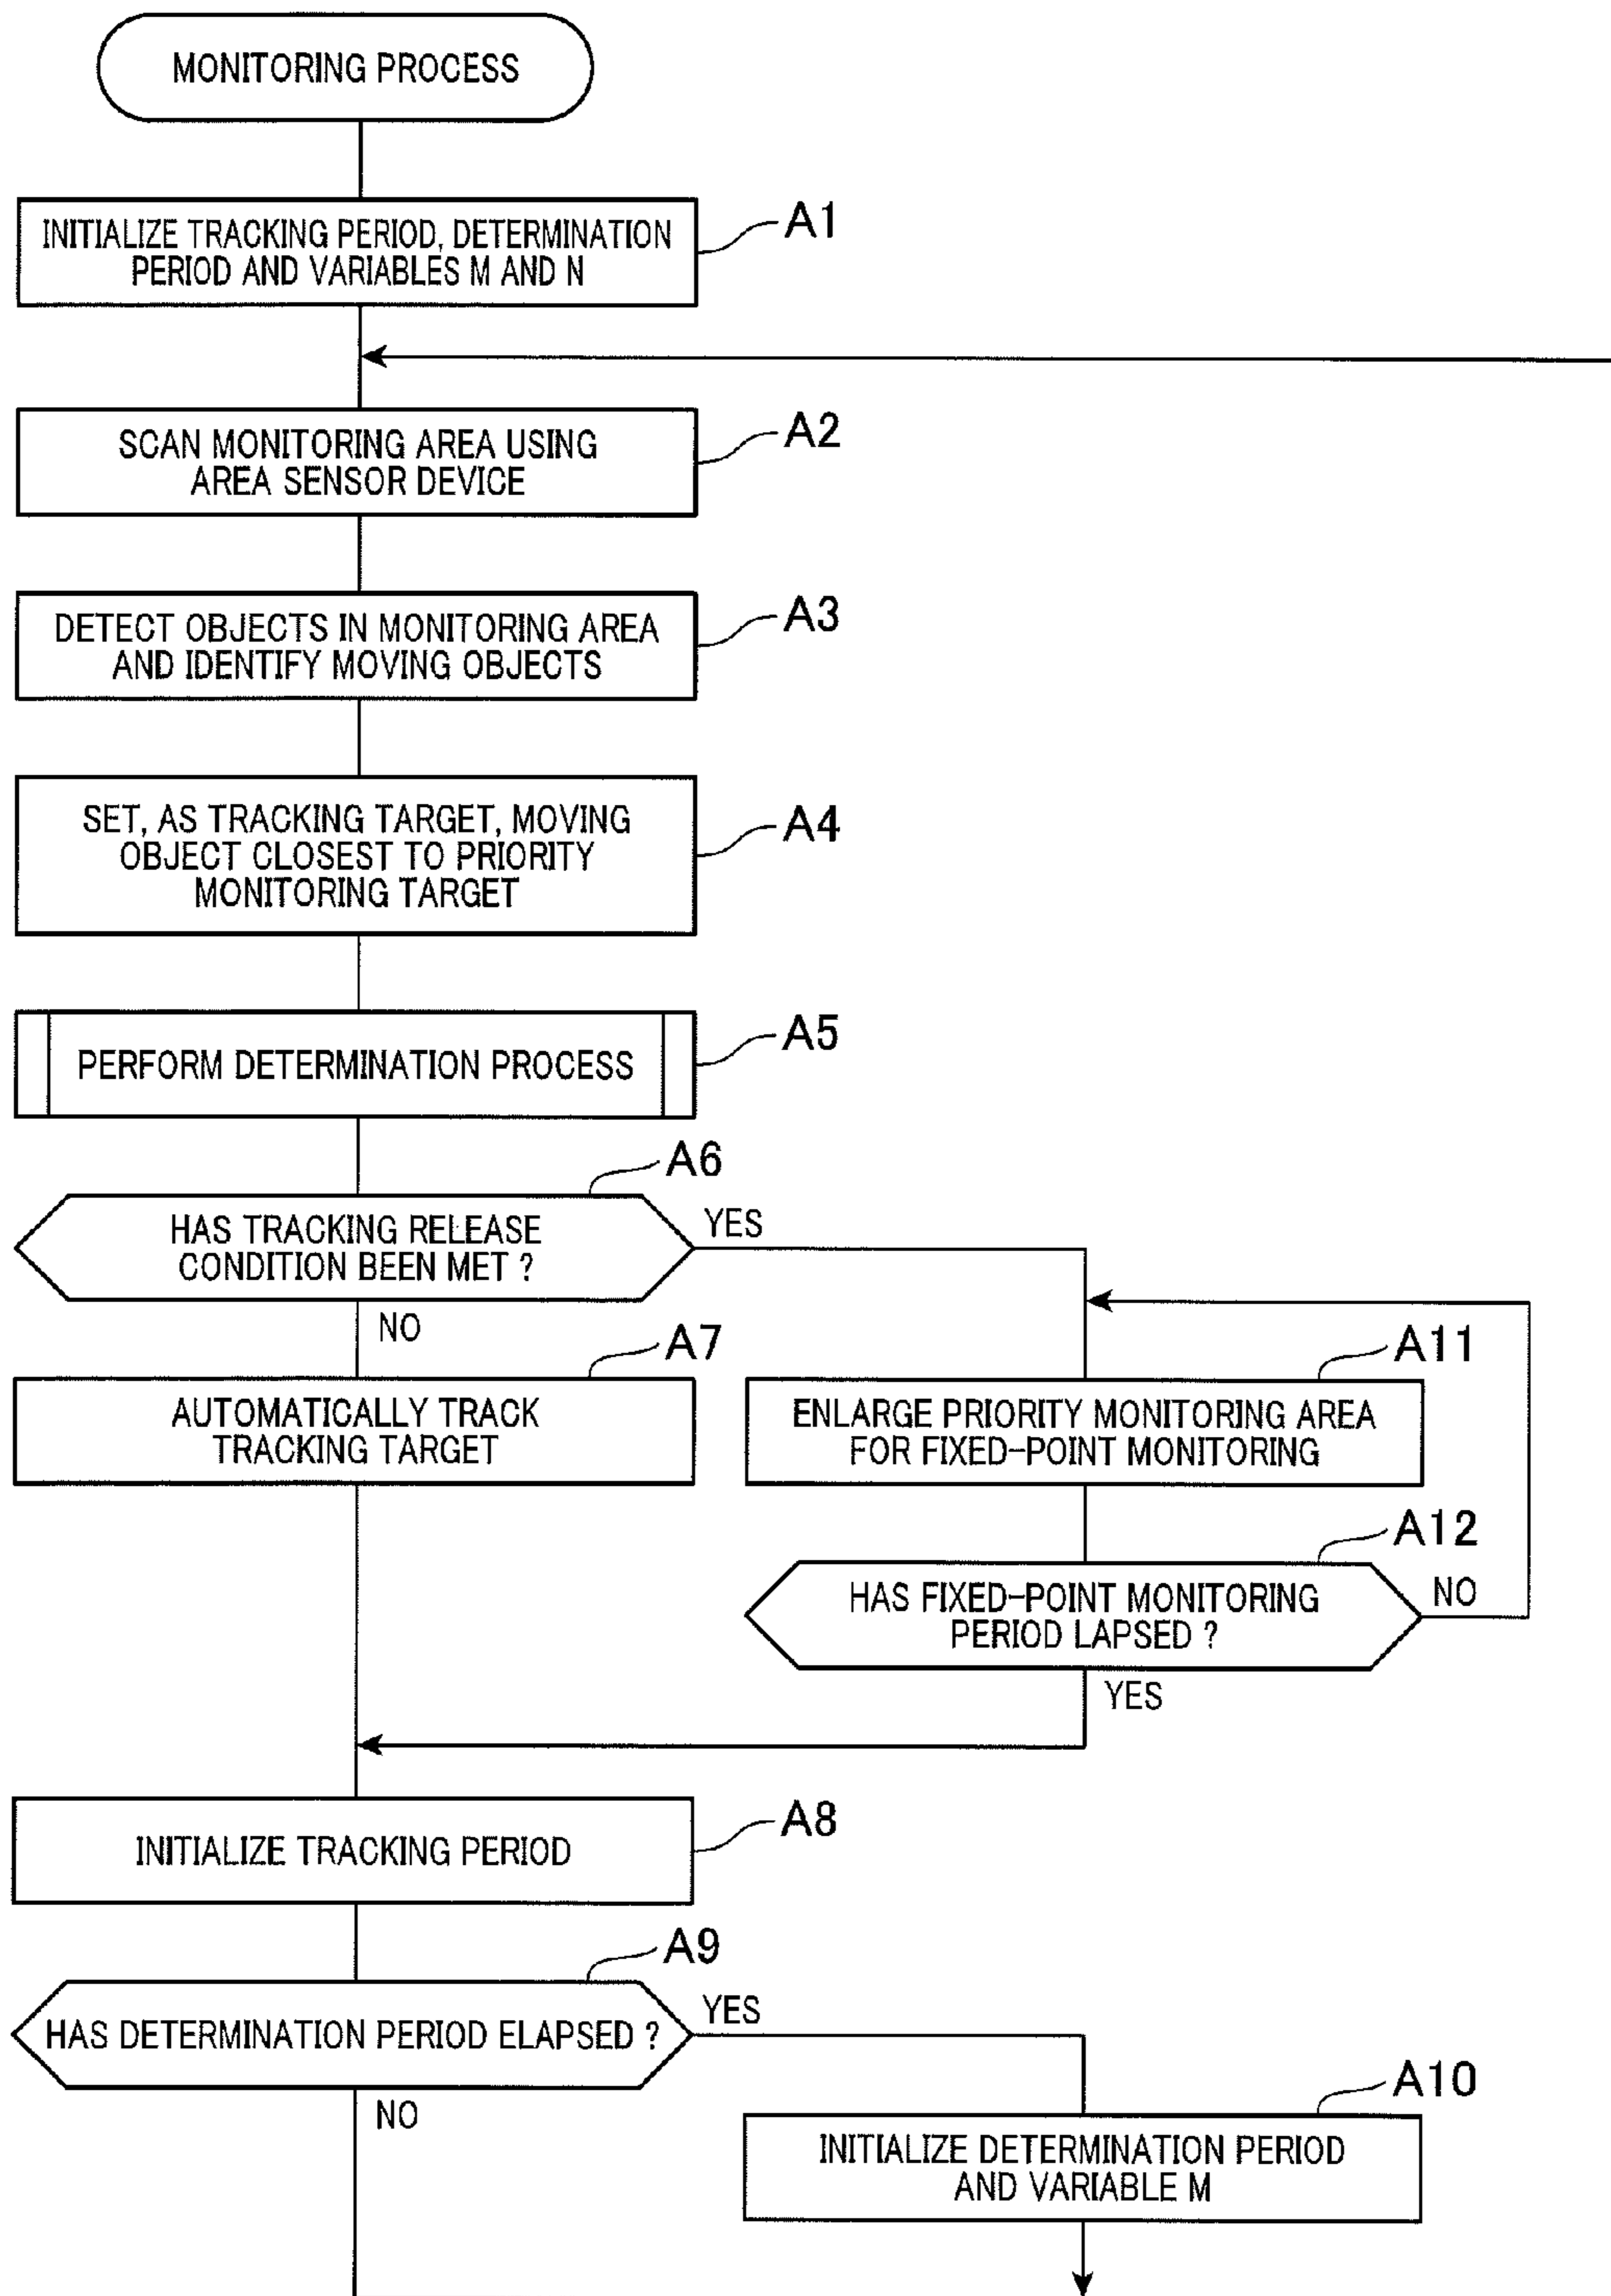 MONITORING PROCESS
A1
INITIALIZE TRACKING PERIOD, DETERMINATION
PERIOD AND VARIABLES M AND N
A2
SCAN MONITORING AREA USING
AREA SENSOR DEVICE
A3
DETECT OBJECTS IN MONITORING AREA
AND IDENTIFY MOVING OBJECTS
A4
SET, AS TRACKING TARGET, MOVING
OBJECT CLOSEST TO PRIORITY
MONITORING TARGET
A5
PERFORM DETERMINATION PROCESS
A6
HAS TRACKING RELEASE
CONDITION BEEN MET ?
YES
NO
A7
AUTOMATICALLY TRACK
TRACKING TARGET
A11
ENLARGE PRIORITY MONITORING AREA
FOR FIXED-POINT MONITORING
A12
HAS FIXED-POINT MONITORING
PERIOD LAPSED ?
NO
YES
A8
INITIALIZE TRACKING PERIOD
A9
HAS DETERMINATION PERIOD ELAPSED ?
YES
NO
A10
INITIALIZE DETERMINATION PERIOD
AND VARIABLE M